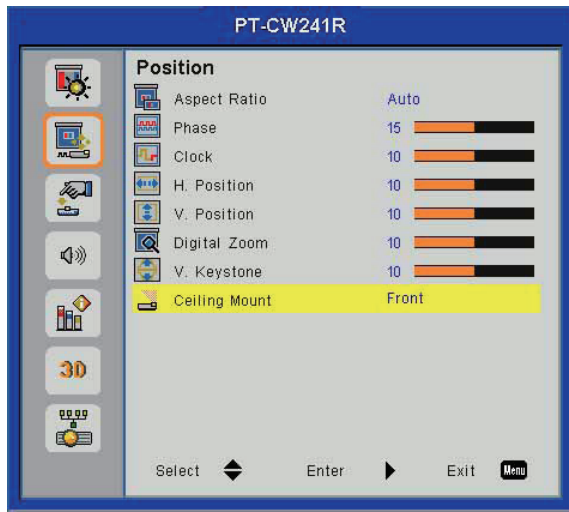 PT-CW241R
Position
Aspect Ratio Auto
Phase 15
Clock 10
H. Position 10
V. Position 10
Digital Zoom 10
V. Keystone 10
Ceiling Mount Front
3D
Select Enter Exit Menu